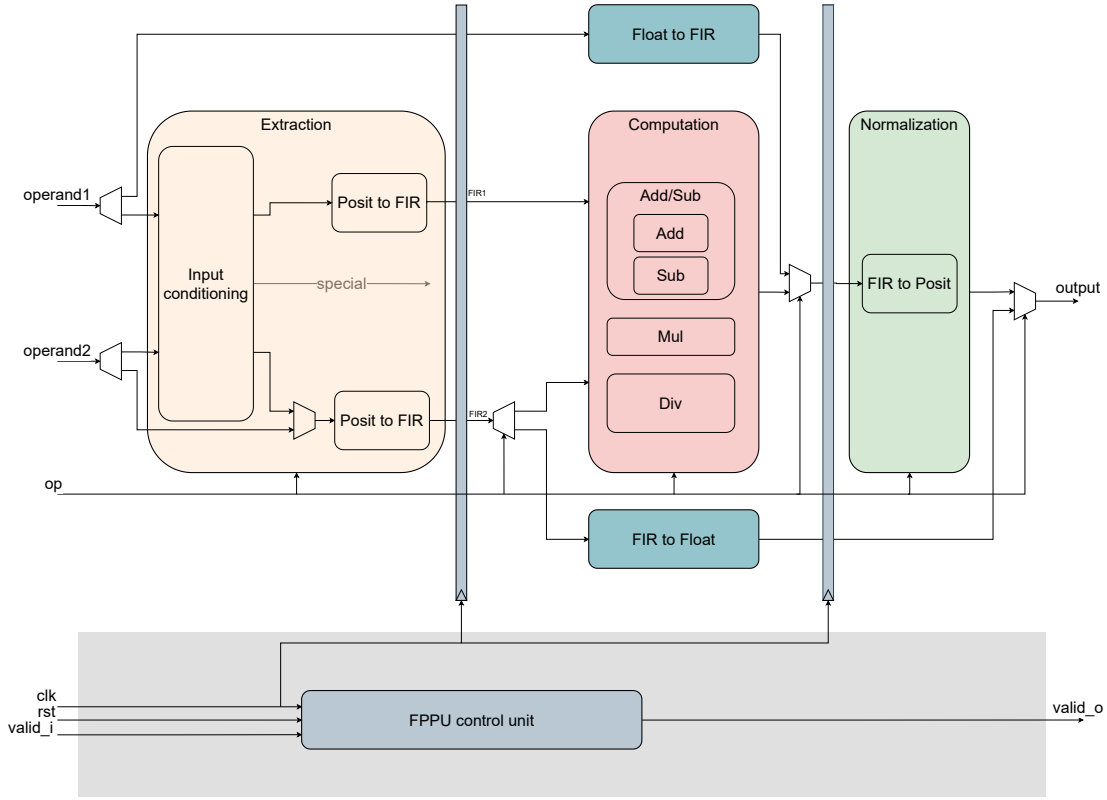 Float to FIR
Extraction
Computation
Normalization
operand1
Posit to FIR
FIR1
Add/Sub
Add
Sub
Input
conditioning
special
FIR to Posit
output
operand2
Mul
Div
Posit to FIR
FIR2
op
FIR to Float
clk
rst
valid_i
FPPU control unit
valid_o